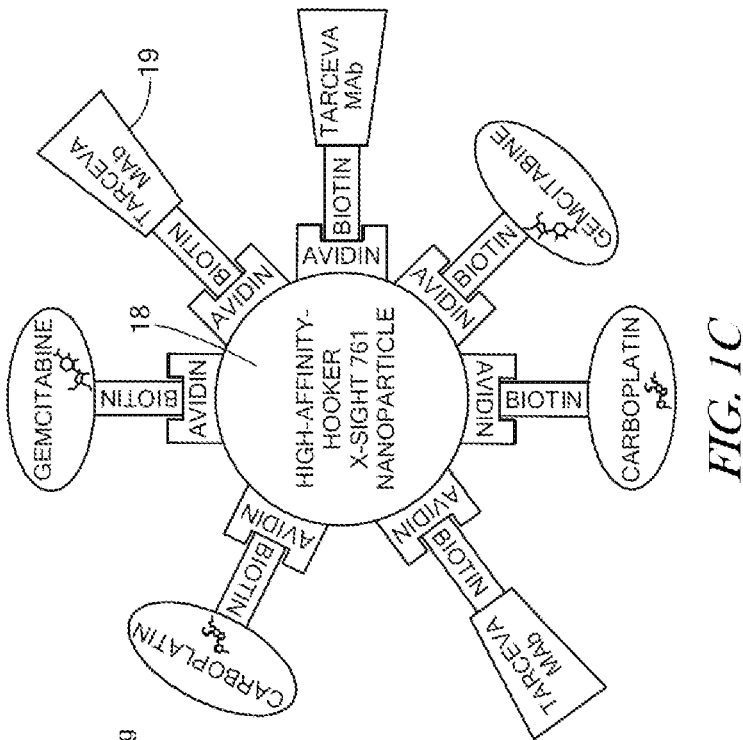 19
TARCEVA
MAb
BIOTIN
AVIDIN
GEMCITABINE
BIOTIN
AVIDIN
18
TARCEVA
MAb
BIOTIN
AVIDIN
HIGH-AFFINITY-
HOOKER
X-SIGHT 761
NANOPARTICLE
CARBOPLATIN
BIOTIN
AVIDIN
GEMCITABINE
BIOTIN
AVIDIN
AVIDIN
BIOTIN
CARBOPLATIN
AVIDIN
BIOTIN
TARCEVA
MAb
9
FIG. 1C